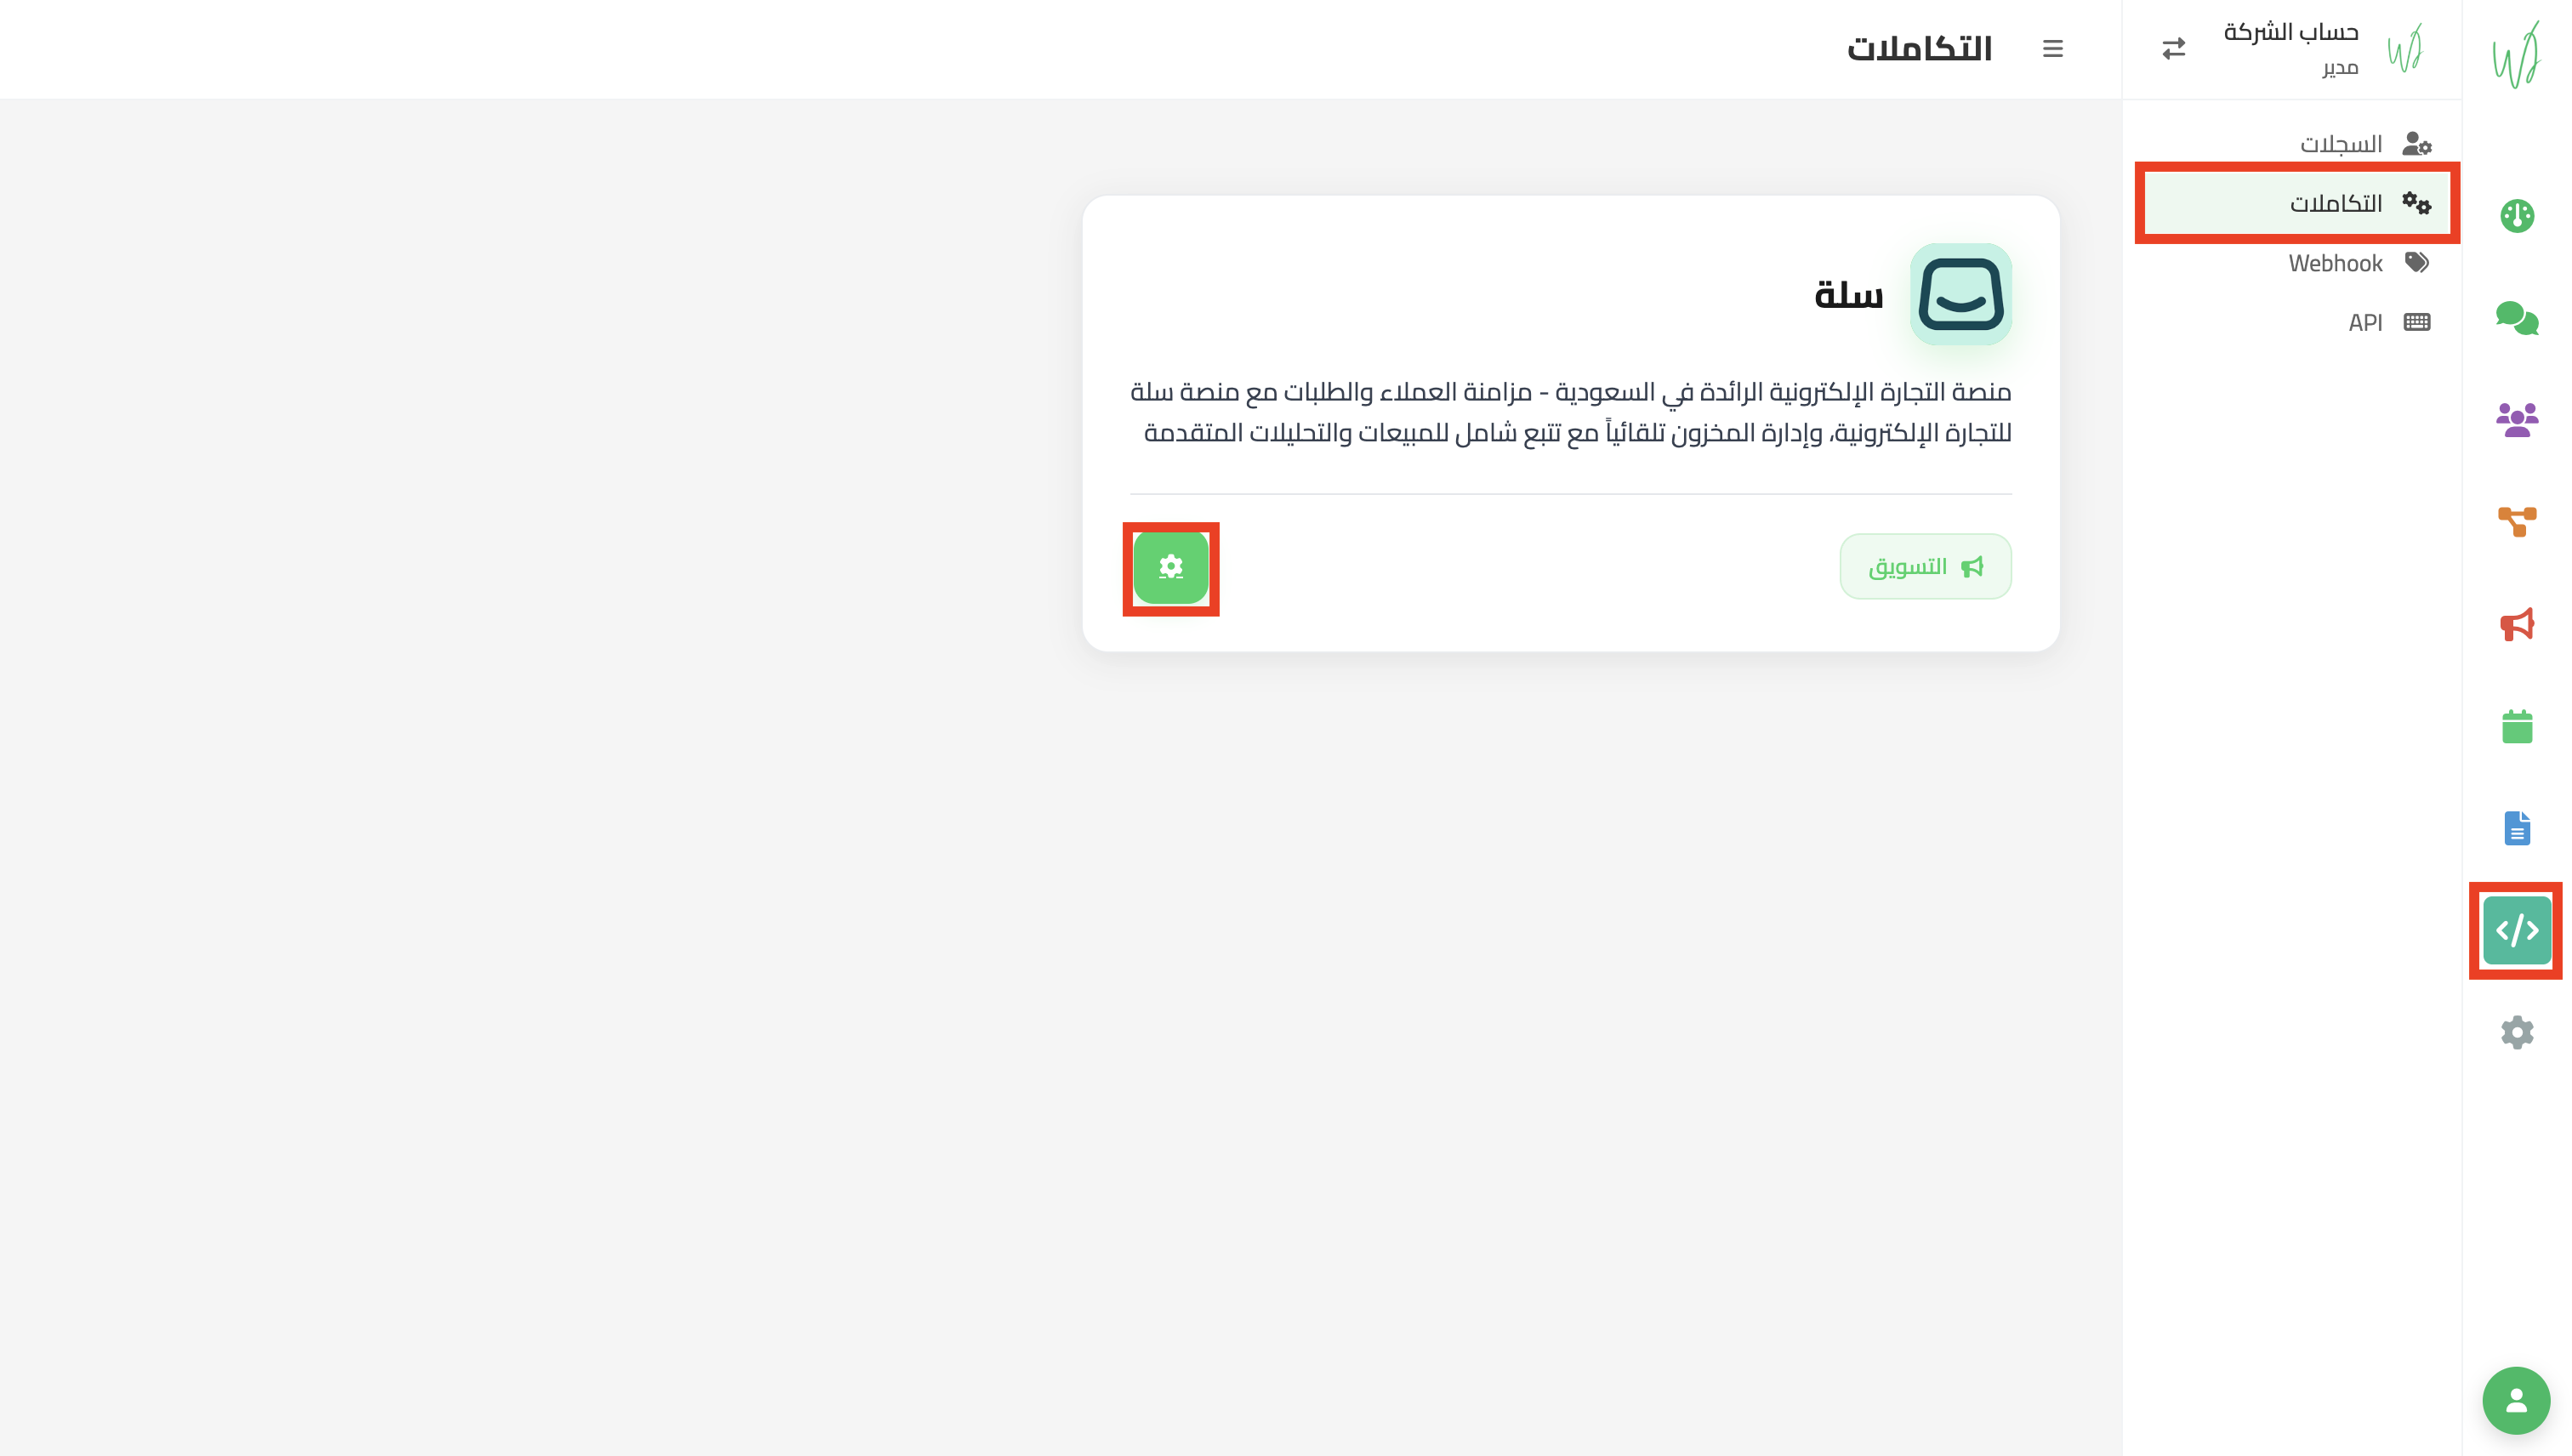 حساب الشركة
مدير
السجلات
التكاملات
Webhook
API
التكاملات
سلة
منصة التجارة الإلكترونية الرائدة في السعودية - مزامنة العملاء والطلبات مع منصة سلة
للتجارة الإلكترونية، وإدارة المخزون تلقائياً مع تتبع شامل للمبيعات والتحليلات المتقدمة
التسويق